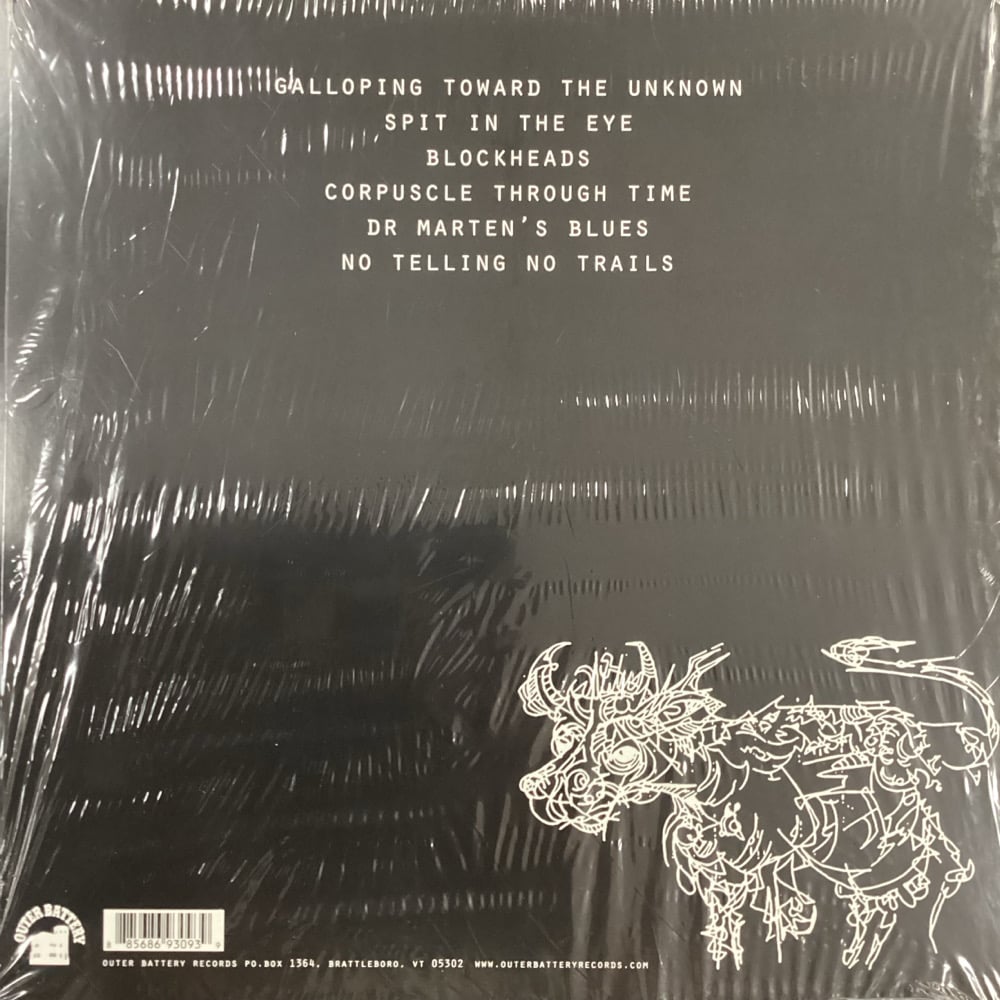 GALLOPING TOWARD THE UNKNOWN
SPIT IN THE EYE
BLOCKHEADS
CORPUSCLE THROUGH TIME
DR MARTEN'S BLUES
NO TELLING NO TRAILS
OUTER BATTERY
8 85686 93093 9
OUTER BATTERY RECORDS PO.BOX 1364, BRATTLEBORO, VT 05302 WWW.OUTERBATTERYRECORDS.COM